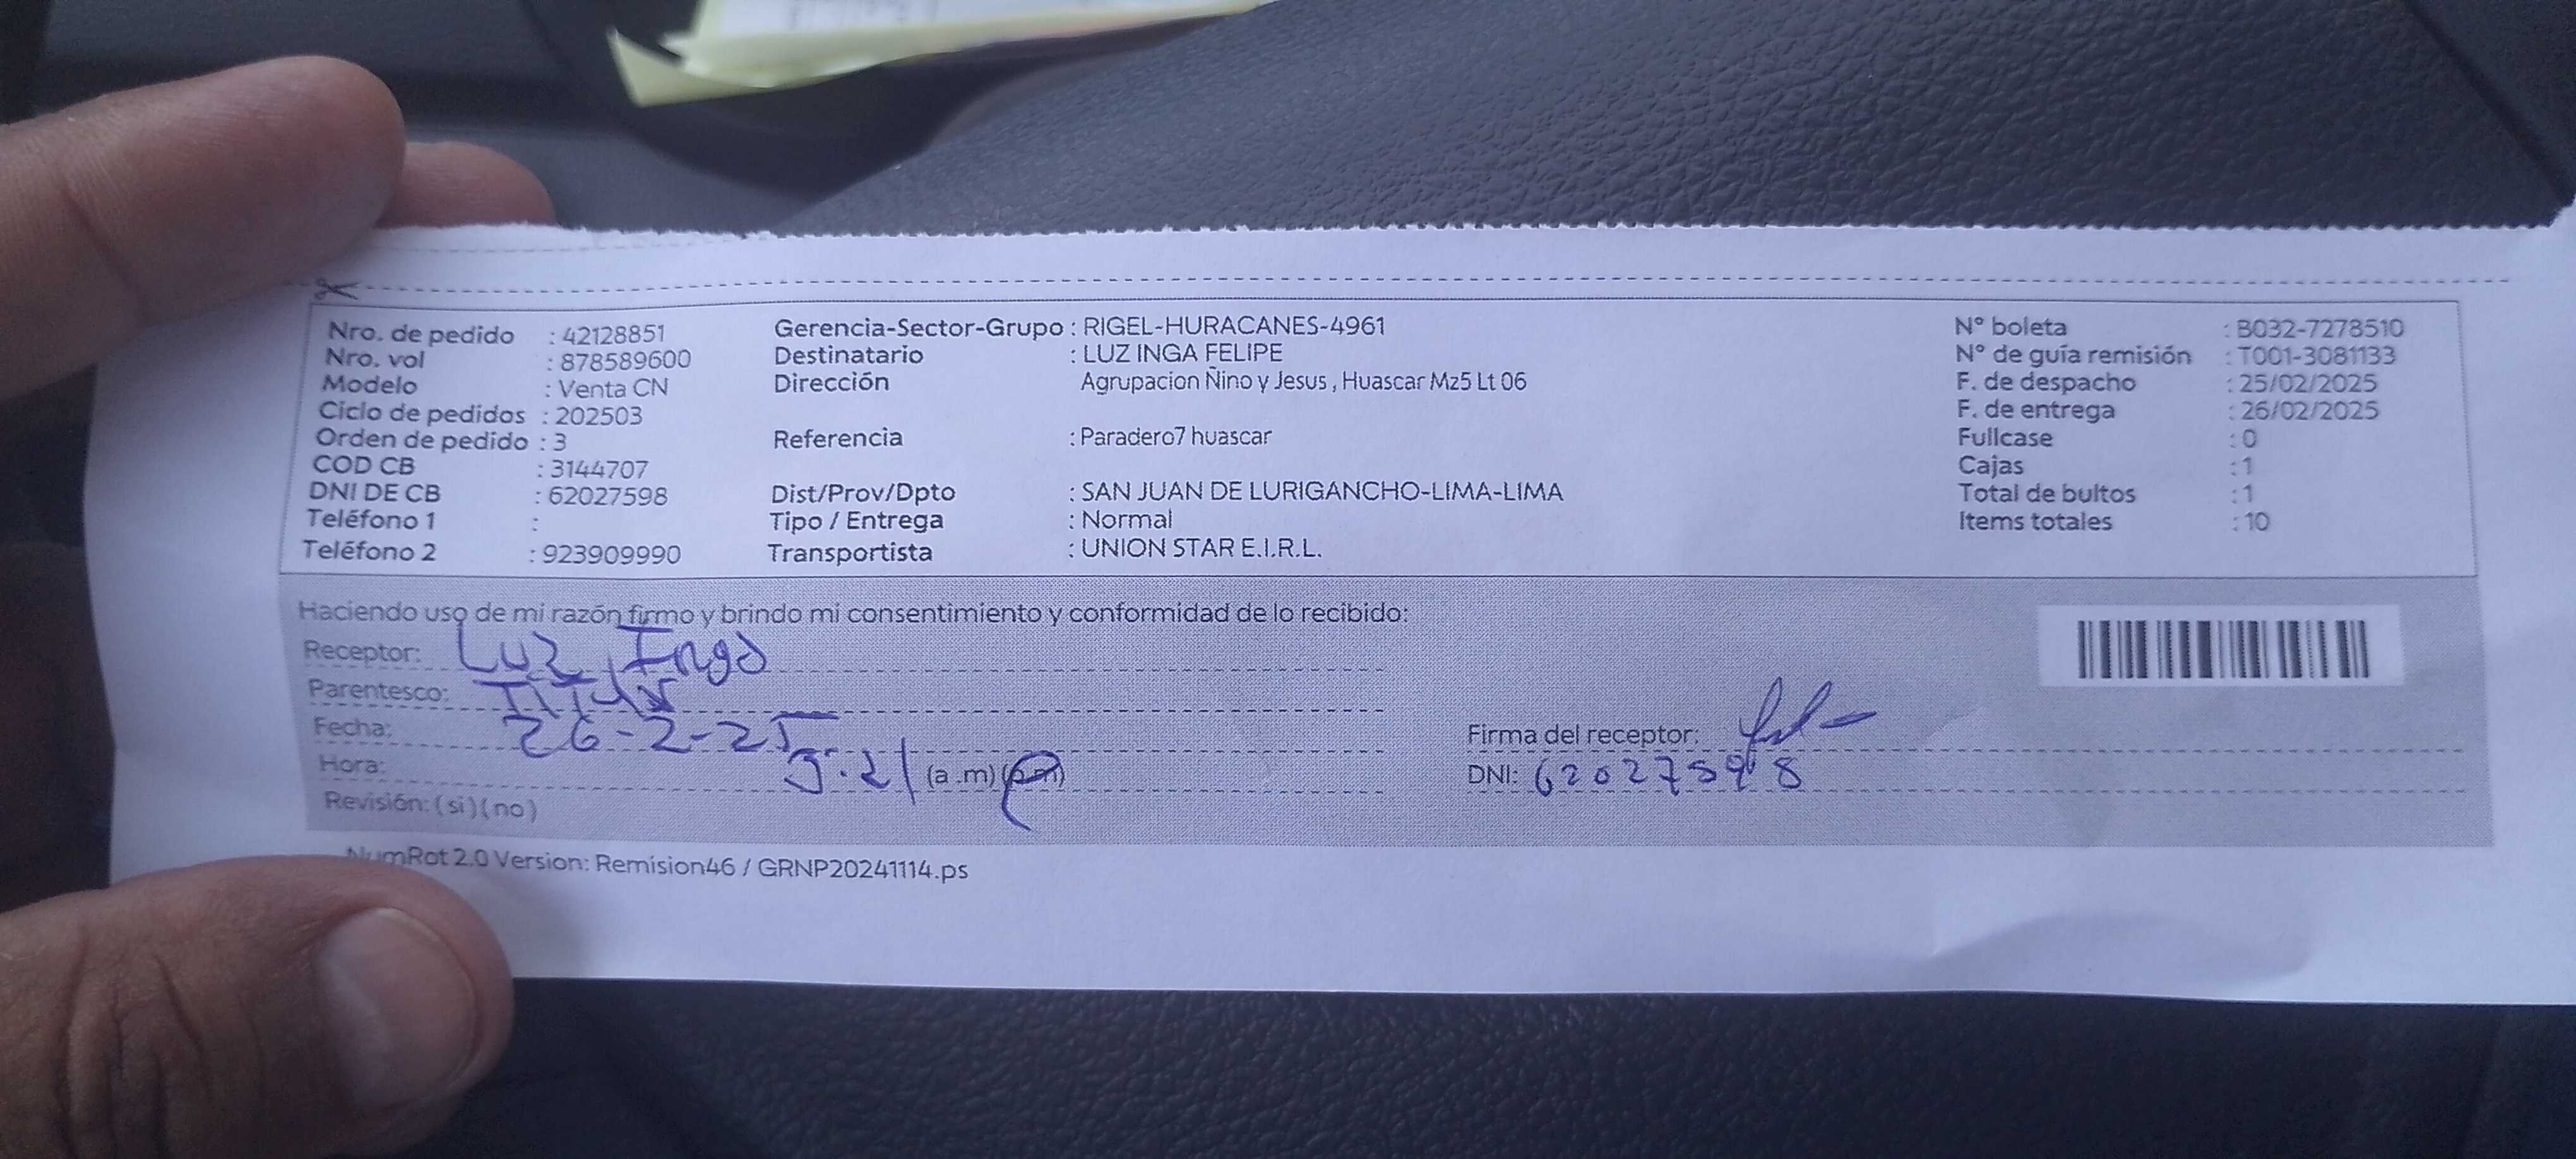 Nro. de pedido : 42128851
Nro. vol : 878589600
Modelo : Venta CN
Ciclo de pedidos : 202503
Orden de pedido : 3
COD CB : 3144707
DNI DE CB : 62027598
Teléfono 1 :
Teléfono 2 : 923909990
Gerencia-Sector-Grupo : RIGEL-HURACANES-4961
Destinatario : LUZ INGA FELIPE
Dirección Agrupacion Ñino y Jesus , Huascar Mz5 Lt 06
Referencia : Paradero7 huascar
Dist/Prov/Dpto : SAN JUAN DE LURIGANCHO-LIMA-LIMA
Tipo / Entrega : Normal
Transportista : UNION STAR E.I.R.L.
N° boleta : B032-7278510
N° de guía remisión : T001-3081133
F. de despacho : 25/02/2025
F. de entrega : 26/02/2025
Fullcase : 0
Cajas : 1
Total de bultos : 1
Items totales : 10
Haciendo uso de mi razón firmo y brindo mi consentimiento y conformidad de lo recibido:
Receptor: Luz Inga
Parentesco: Titular
Fecha: 26-2-25
Hora: (a .m) (p.m)
Revisión: (si) (no)
Firma del receptor:
DNI: 62027598
NumRot 2.0 Version: Remision46 / GRNP20241114.ps